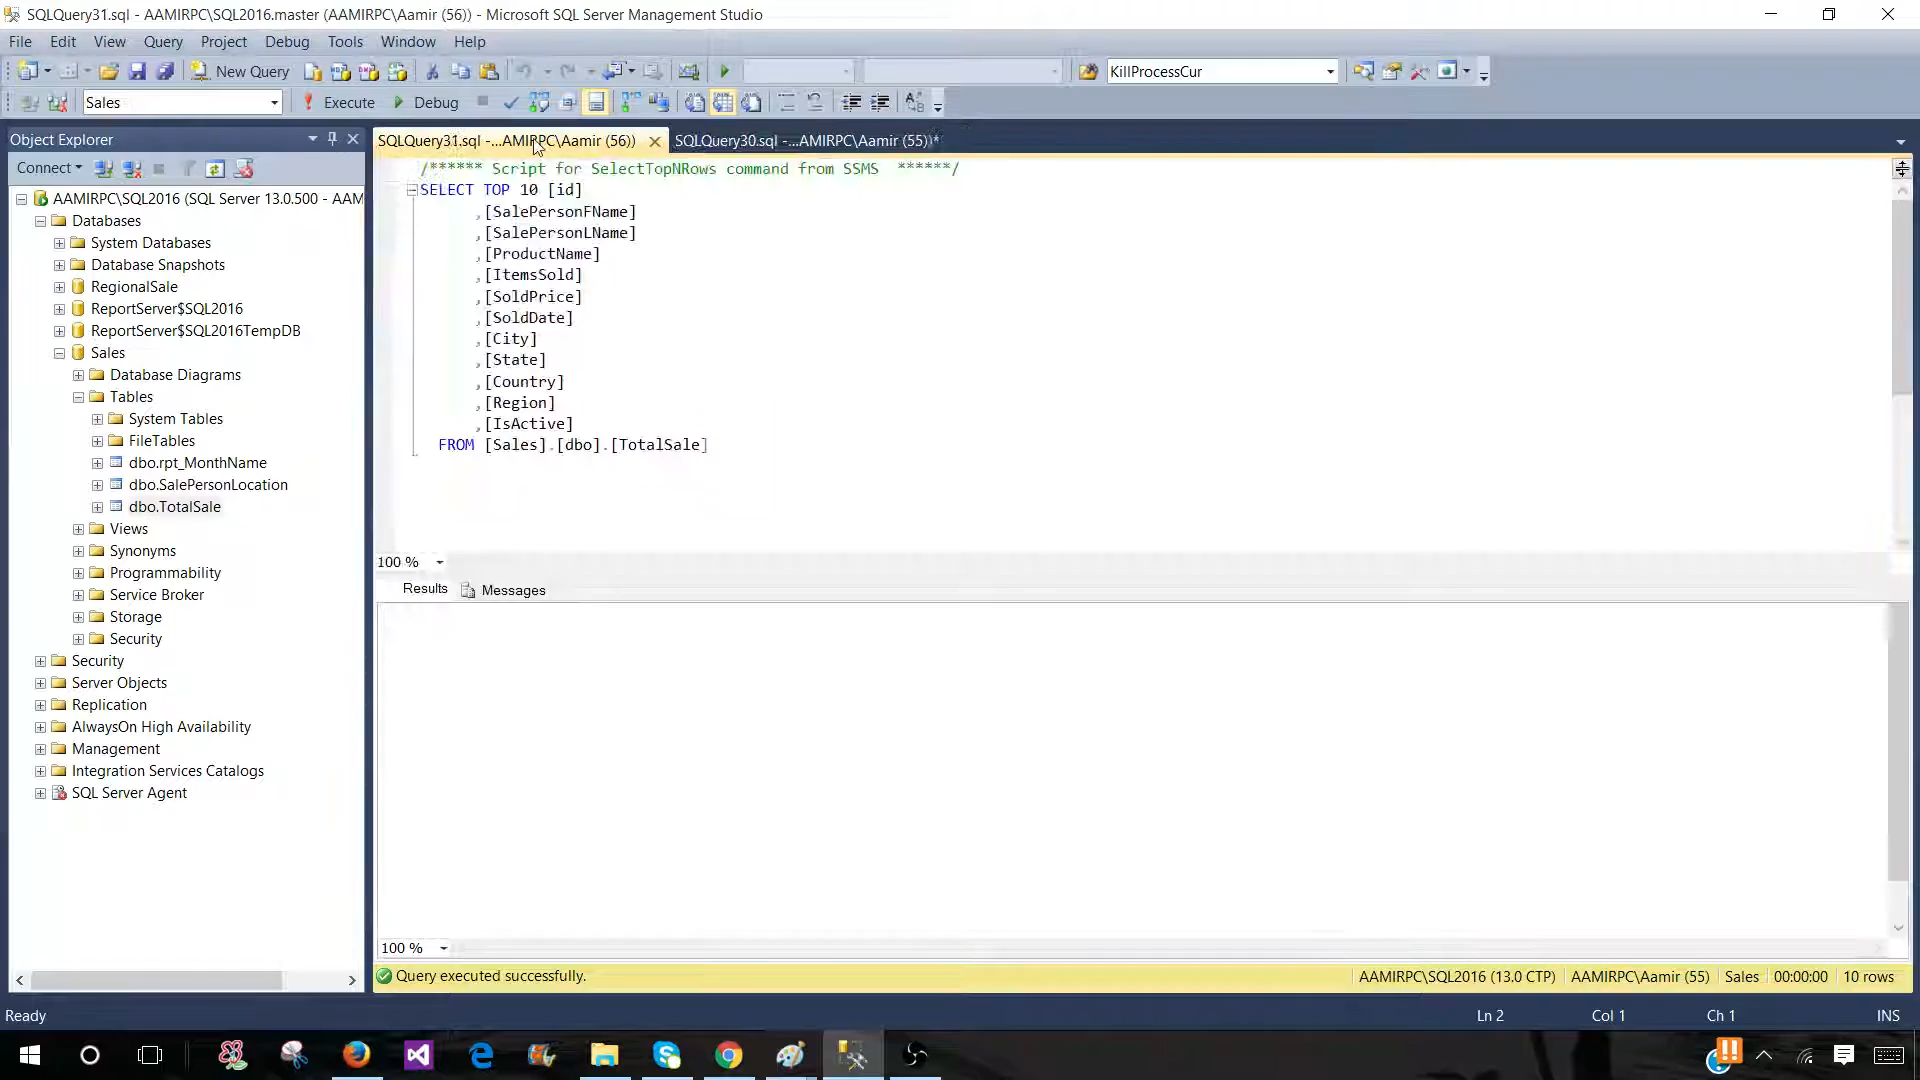 SQLQuery31.sql - AAMIRPC\SQL2016.master (AAMIRPC\Aamir (56)) - Microsoft SQL Server Management Studio
File Edit View Query Project Debug Tools Window Help
New Query KillProcessCur
Sales Execute Debug
Object Explorer
Connect
AAMIRPC\SQL2016 (SQL Server 13.0.500 - AAM
Databases
System Databases
Database Snapshots
RegionalSale
ReportServer$SQL2016
ReportServer$SQL2016TempDB
Sales
Database Diagrams
Tables
System Tables
FileTables
dbo.rpt_MonthName
dbo.SalePersonLocation
dbo.TotalSale
Views
Synonyms
Programmability
Service Broker
Storage
Security
Security
Server Objects
Replication
AlwaysOn High Availability
Management
Integration Services Catalogs
SQL Server Agent
SQLQuery31.sql -...AMIRPC\Aamir (56)) SQLQuery30.sql -...AMIRPC\Aamir (55))*
/****** Script for SelectTopNRows command from SSMS ******/
SELECT TOP 10 [id]
,[SalePersonFName]
,[SalePersonLName]
,[ProductName]
,[ItemsSold]
,[SoldPrice]
,[SoldDate]
,[City]
,[State]
,[Country]
,[Region]
,[IsActive]
FROM [Sales].[dbo].[TotalSale]
100 %
Results Messages
100 %
Query executed successfully. AAMIRPC\SQL2016 (13.0 CTP) AAMIRPC\Aamir (55) Sales 00:00:00 10 rows
Ready Ln 2 Col 1 Ch 1 INS